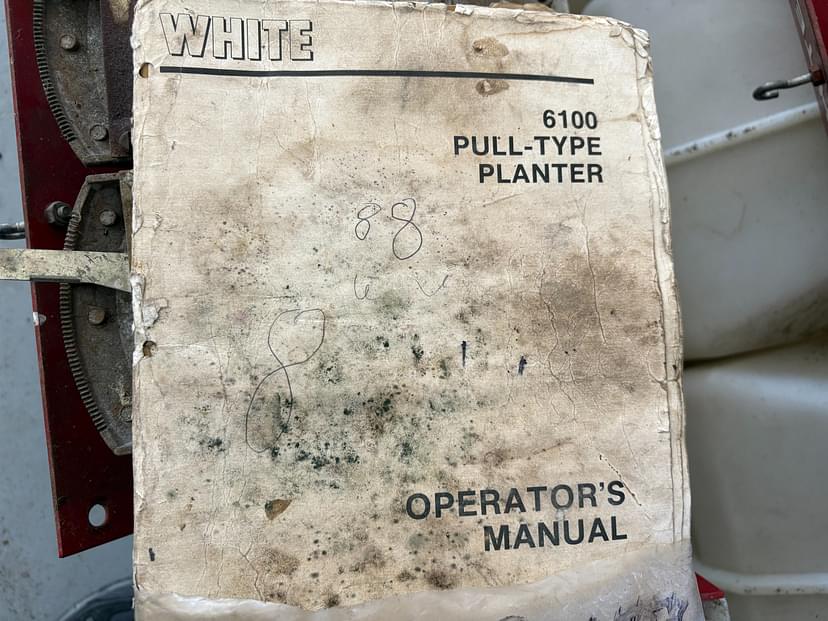 WHITE
6100
PULL-TYPE
PLANTER
88
8
OPERATOR'S
MANUAL